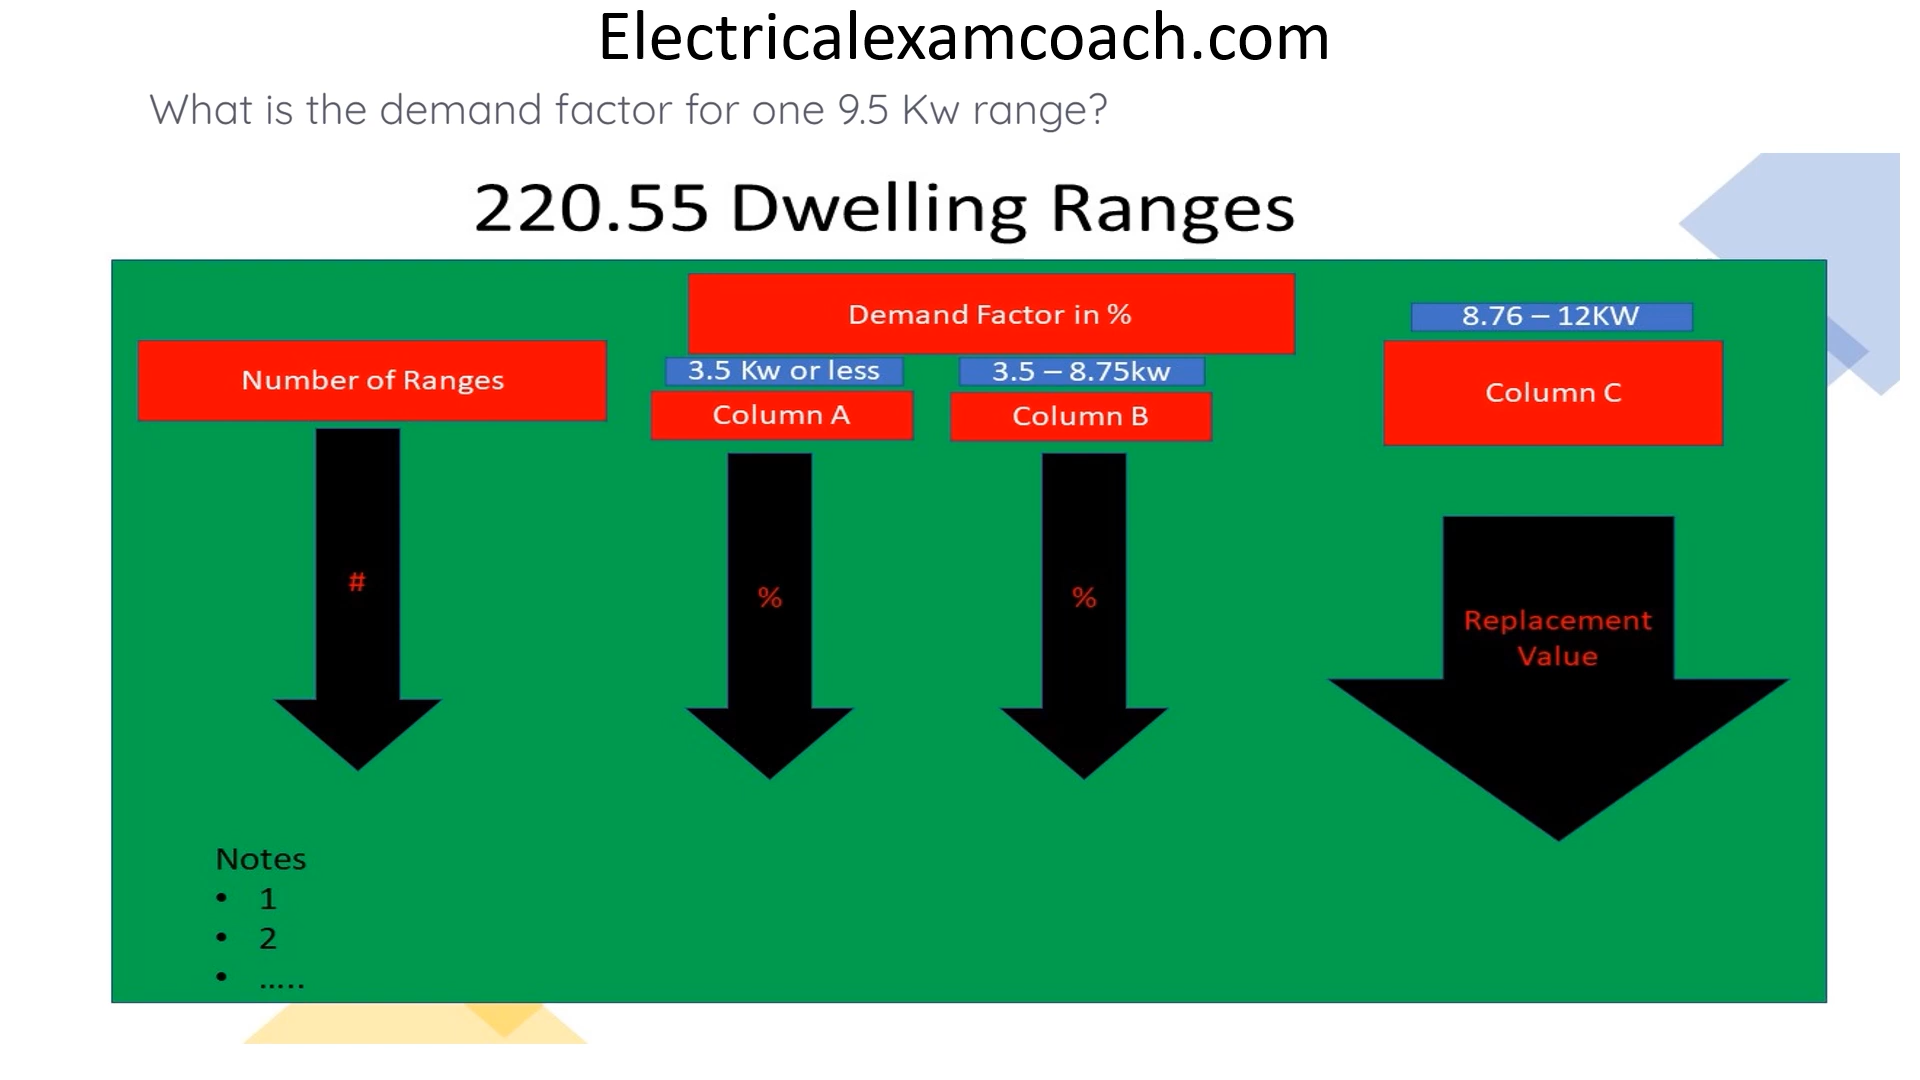 Electricalexamcoach.com
What is the demand factor for one 9.5 Kw range?
220.55 Dwelling Ranges
Demand Factor in %
8.76 – 12KW
Number of Ranges
3.5 Kw or less
3.5 – 8.75kw
Column A
Column B
Column C
#
%
%
Replacement
Value
Notes
• 1
• 2
• .....